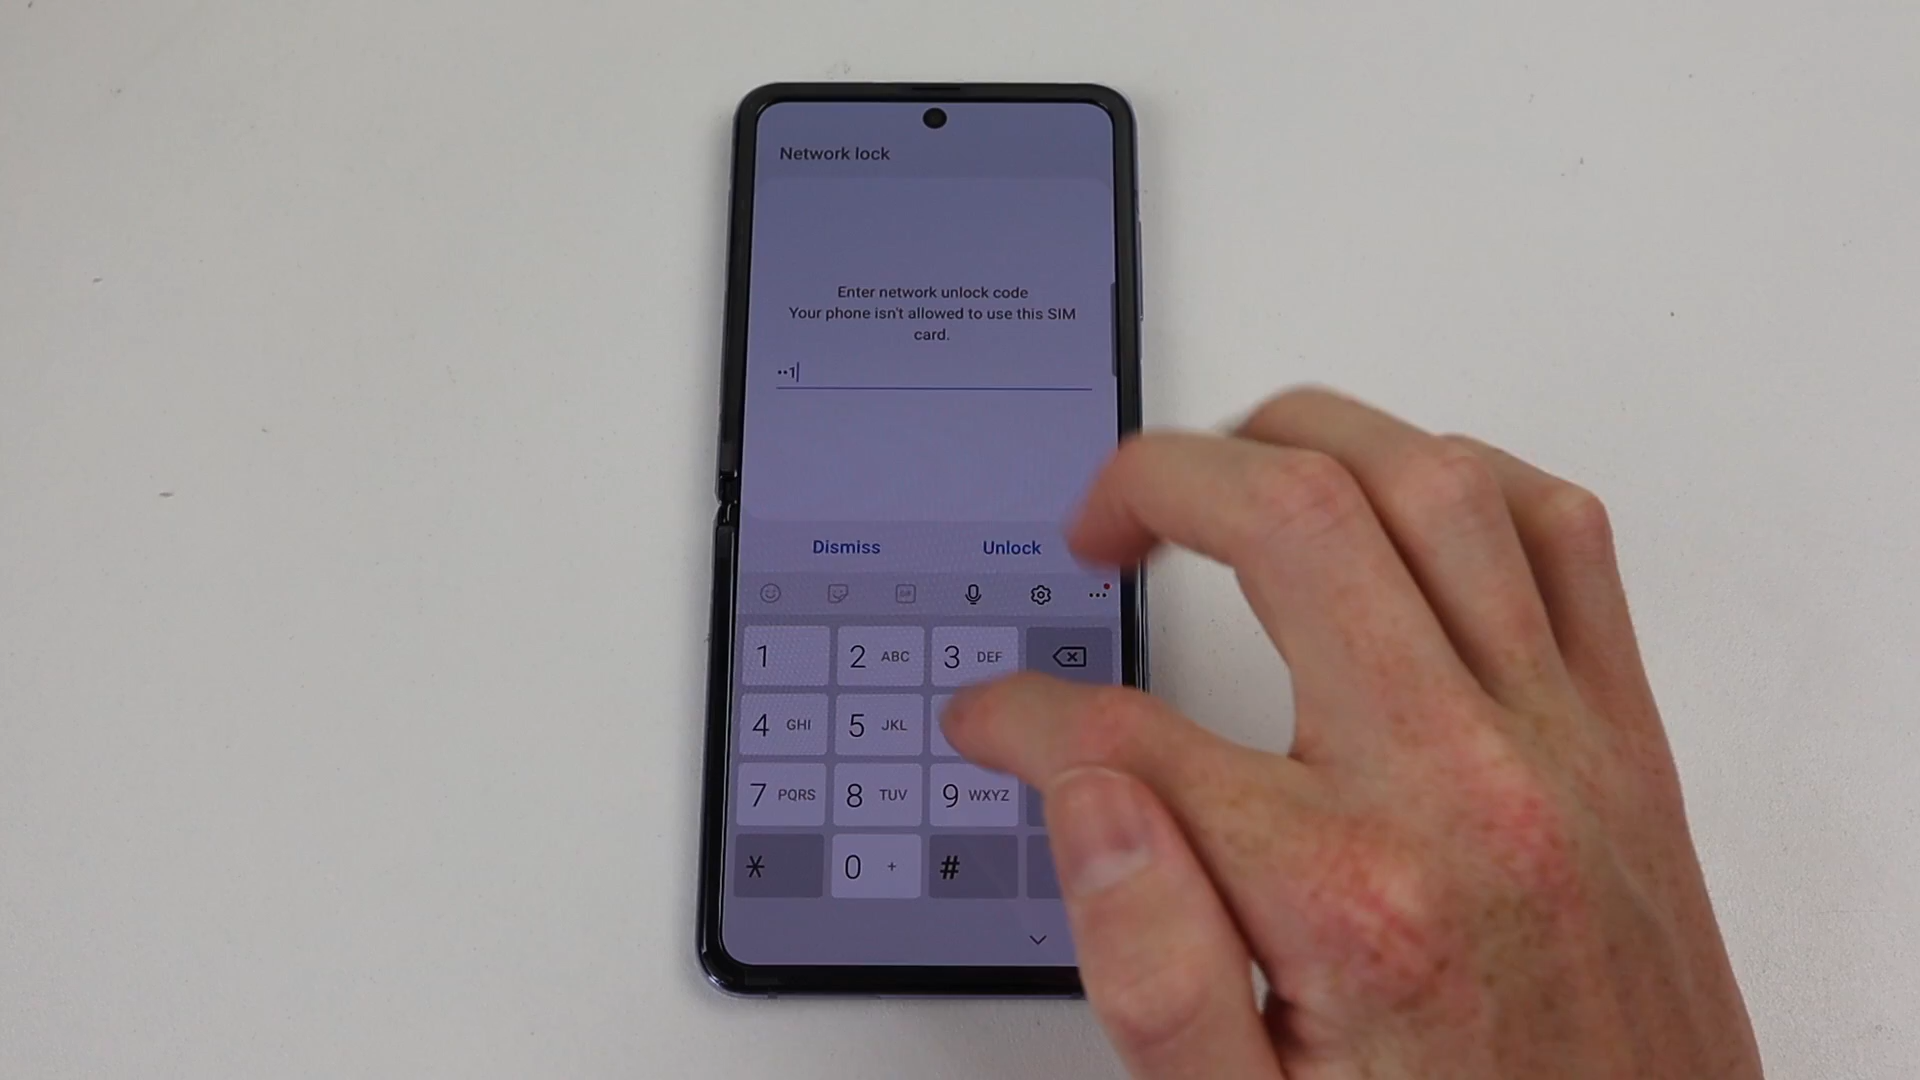 Network lock
Enter network unlock code
Your phone isn't allowed to use this SIM
card.
··1
Dismiss Unlock
1 2 ABC 3 DEF
4 GHI 5 JKL
7 PQRS 8 TUV 9 WXYZ
* 0 + #